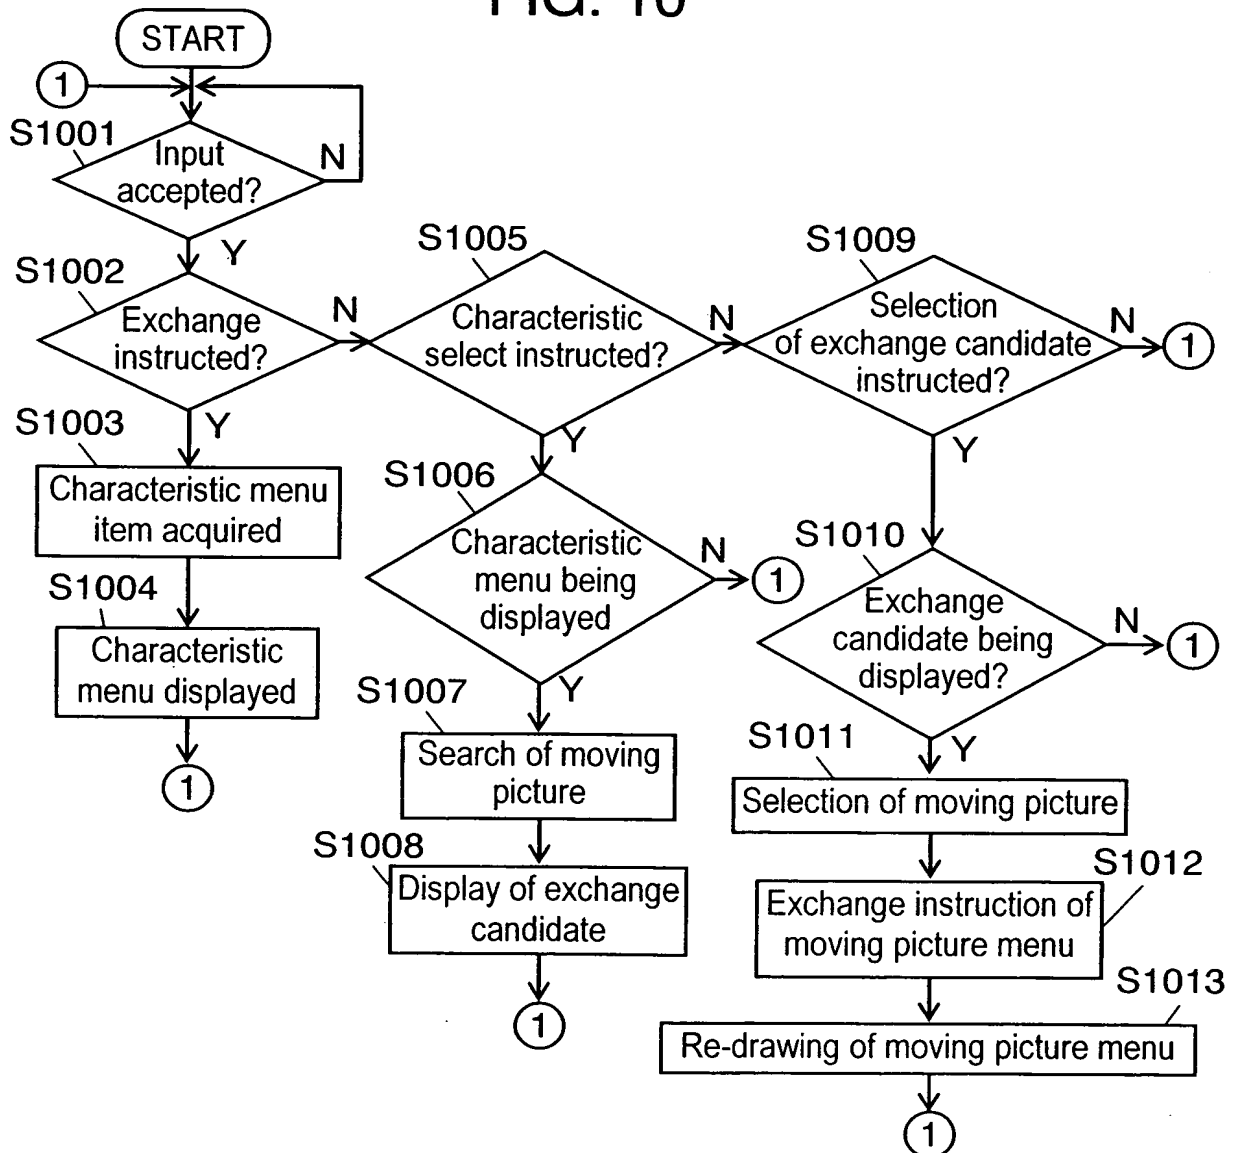 FIG. 10
START
1
S1001
Input
accepted?
N
Y
S1002
Exchange
instructed?
N
Y
S1003
Characteristic menu
item acquired
S1004
Characteristic
menu displayed
1
S1005
Characteristic
select instructed?
N
Y
S1006
Characteristic
menu being
displayed
N
1
Y
S1007
Search of moving
picture
S1008
Display of exchange
candidate
1
S1009
Selection
of exchange candidate
instructed?
N
1
Y
S1010
Exchange
candidate being
displayed?
N
1
Y
S1011
Selection of moving picture
S1012
Exchange instruction of
moving picture menu
S1013
Re-drawing of moving picture menu
1